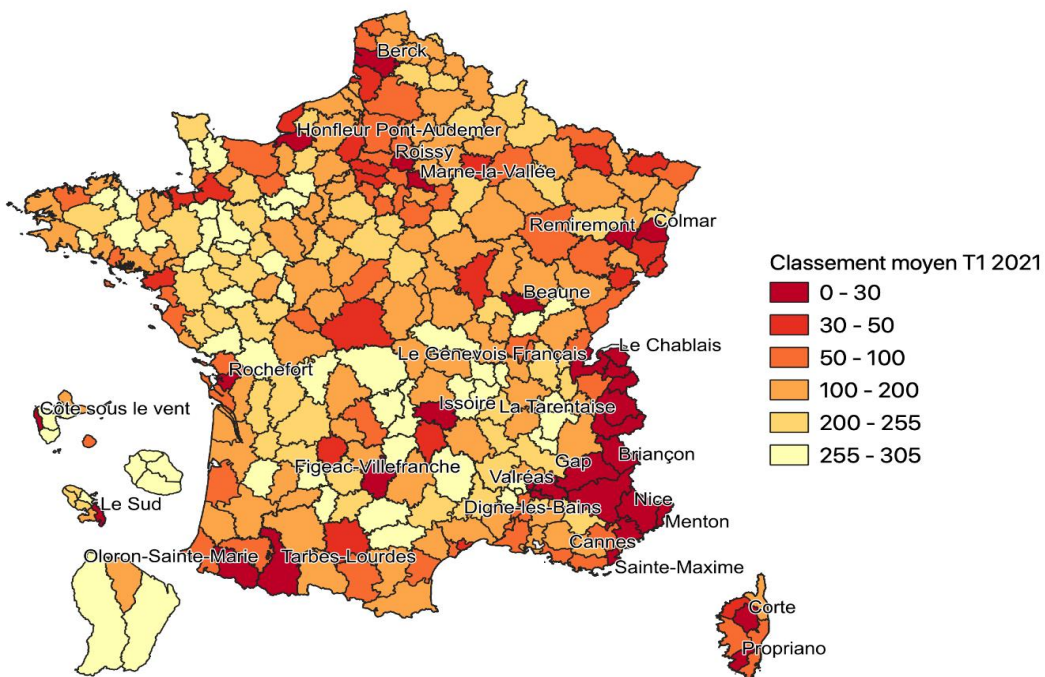 Berck
Honfleur Pont-Audemer
Roissy
Marne-la-Vallée
Remiremont
Colmar
Classement moyen T1 2021
0 - 30
30 - 50
50 - 100
100 - 200
200 - 255
255 - 305
Beaune
Le Genevois Français
Le Chablais
Rochefort
Côte sous le vent
Issoire
La Tarentaise
Briançon
Figeac-Villefranche
Gap
Valréas
Nice
Le Sud
Digne-les-Bains
Menton
Cannes
Oloron-Sainte-Marie
Tarbes-Lourdes
Sainte-Maxime
Corte
Propriano